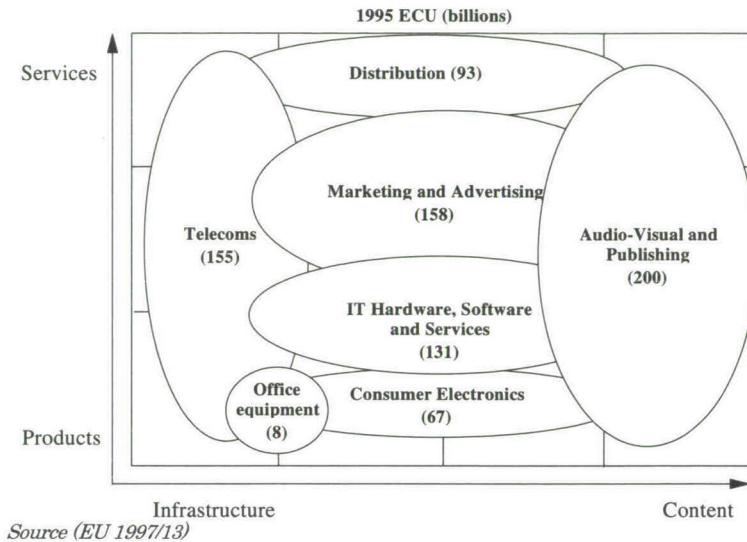 1995 ECU (billions)
Services
Distribution (93)
Marketing and Advertising
(158)
Telecoms
(155)
Audio-Visual and
Publishing
(200)
IT Hardware, Software
and Services
(131)
Office
equipment
(8)
Consumer Electronics
(67)
Products
Infrastructure
Content
Source (EU 1997/13)